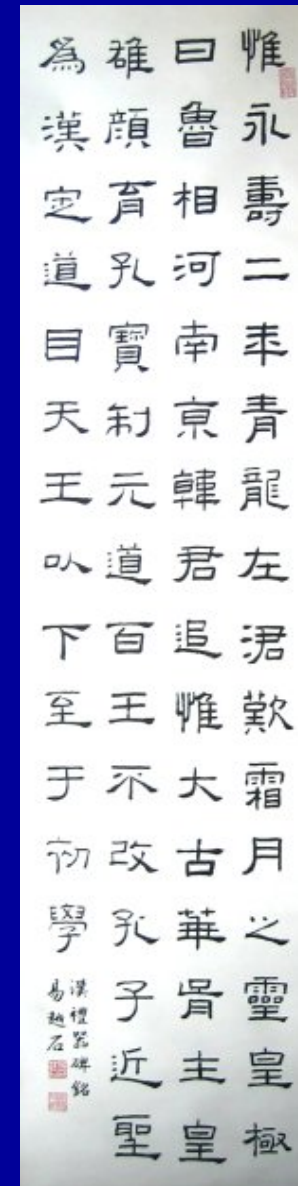 惟永壽二年青龍左涒歎霜月之靈皇極
日魯相河南京韓君追惟大古華胥生皇
雄顏育孔寶制元道百王不改孔子近聖
為漢定道目天王以下至于初學
漢禮器碑銘
易越石